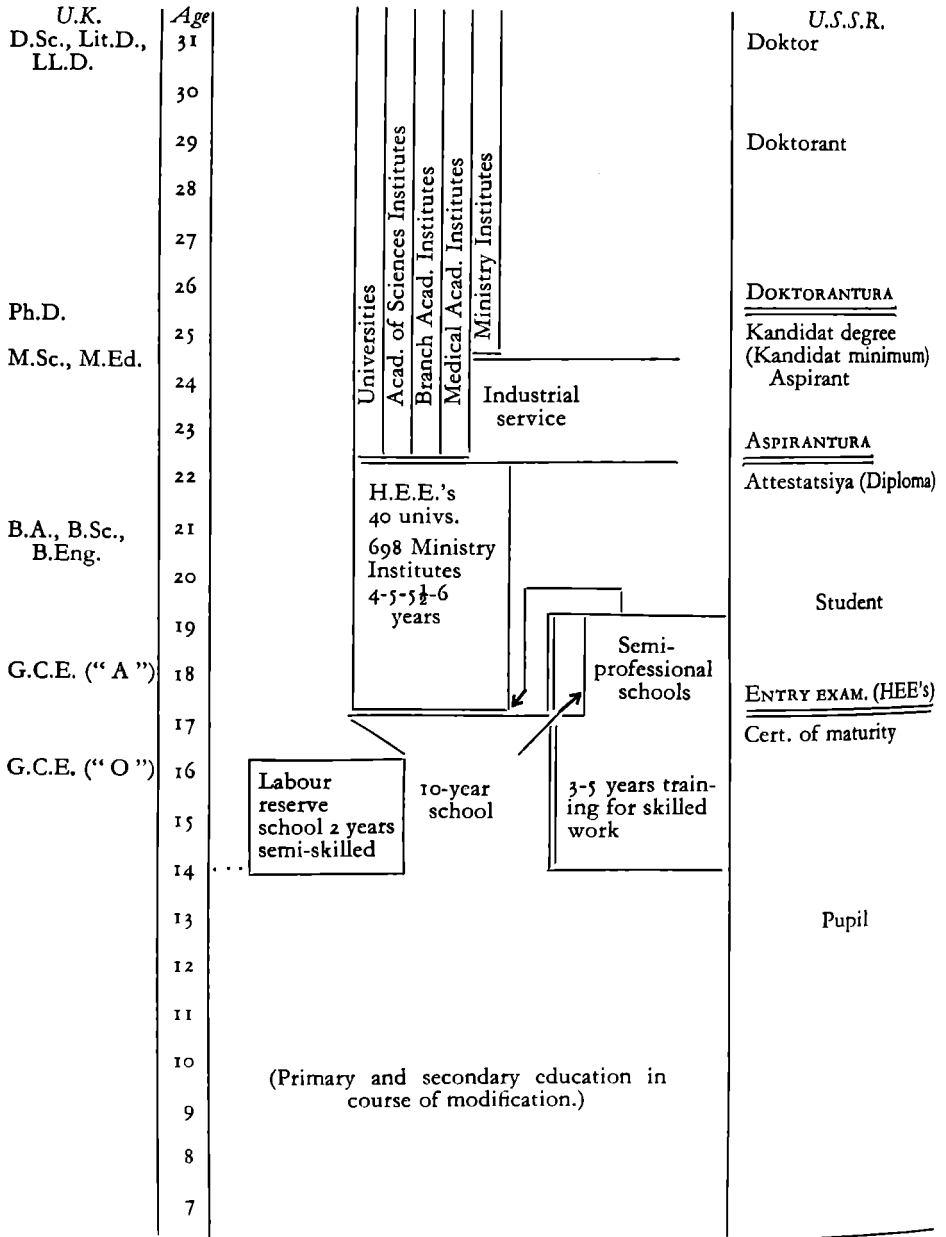 U.K.
Age
U.S.S.R.
D.Sc., Lit.D.,
LL.D.
31
Doktor
30
29
Doktorant
28
27
26
DOKTORANTURA
Ph.D.
25
Kandidat degree
(Kandidat minimum)
Aspirant
M.Sc., M.Ed.
24
23
ASPIRANTURA
22
Attestatsiya (Diploma)
B.A., B.Sc.,
B.Eng.
21
20
Student
19
G.C.E. (“ A ”)
18
ENTRY EXAM. (HEE's)
17
Cert. of maturity
G.C.E. (“ O ”)
16
15
14
13
Pupil
12
11
10
9
8
7
Universities
Acad. of Sciences Institutes
Branch Acad. Institutes
Medical Acad. Institutes
Ministry Institutes
Industrial
service
H.E.E.'s
40 univs.
698 Ministry
Institutes
4-5-5½-6
years
Semi-
professional
schools
Labour
reserve
school 2 years
semi-skilled
10-year
school
3-5 years train-
ing for skilled
work
(Primary and secondary education in
course of modification.)